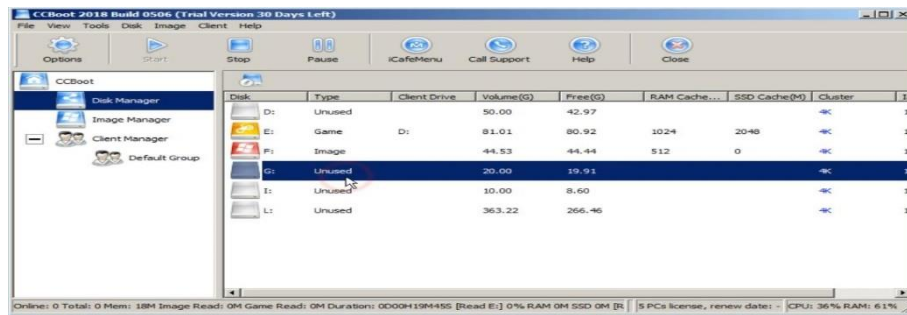 CCBoot 2018 Build 0506 (Trial Version 30 Days Left)
File View Tools Disk Image Client Help
Options Start Stop Pause iCafeMenu Call Support Help Close
CCBoot
Disk Manager
Image Manager
Client Manager
Default Group
Disk Type Client Drive Volume(G) Free(G) RAM Cache... SSD Cache(M) Cluster
D: Unused 50.00 42.97 4K
E: Game D: 81.01 80.92 1024 2048 4K
F: Image 44.53 44.44 512 0 4K
G: Unused 20.00 19.91 4K
I: Unused 10.00 8.60 4K
L: Unused 363.22 266.46 4K
Online: 0 Total: 0 Mem: 18M Image Read: 0M Game Read: 0M Duration: 0D00H19M45S [Read E:] 0% RAM 0M SSD 0M [R 5 PCs license, renew date: - CPU: 36% RAM: 61%